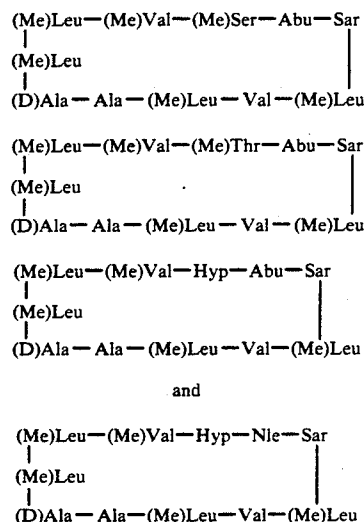 (Me)Leu—(Me)Val—(Me)Ser—Abu—Sar
(Me)Leu
(D)Ala—Ala—(Me)Leu—Val—(Me)Leu
(Me)Leu—(Me)Val—(Me)Thr—Abu—Sar
(Me)Leu
(D)Ala—Ala—(Me)Leu—Val—(Me)Leu
(Me)Leu—(Me)Val—Hyp—Abu—Sar
(Me)Leu
(D)Ala—Ala—(Me)Leu—Val—(Me)Leu
and
(Me)Leu—(Me)Val—Hyp—Nle—Sar
(Me)Leu
(D)Ala—Ala—(Me)Leu—Val—(Me)Leu